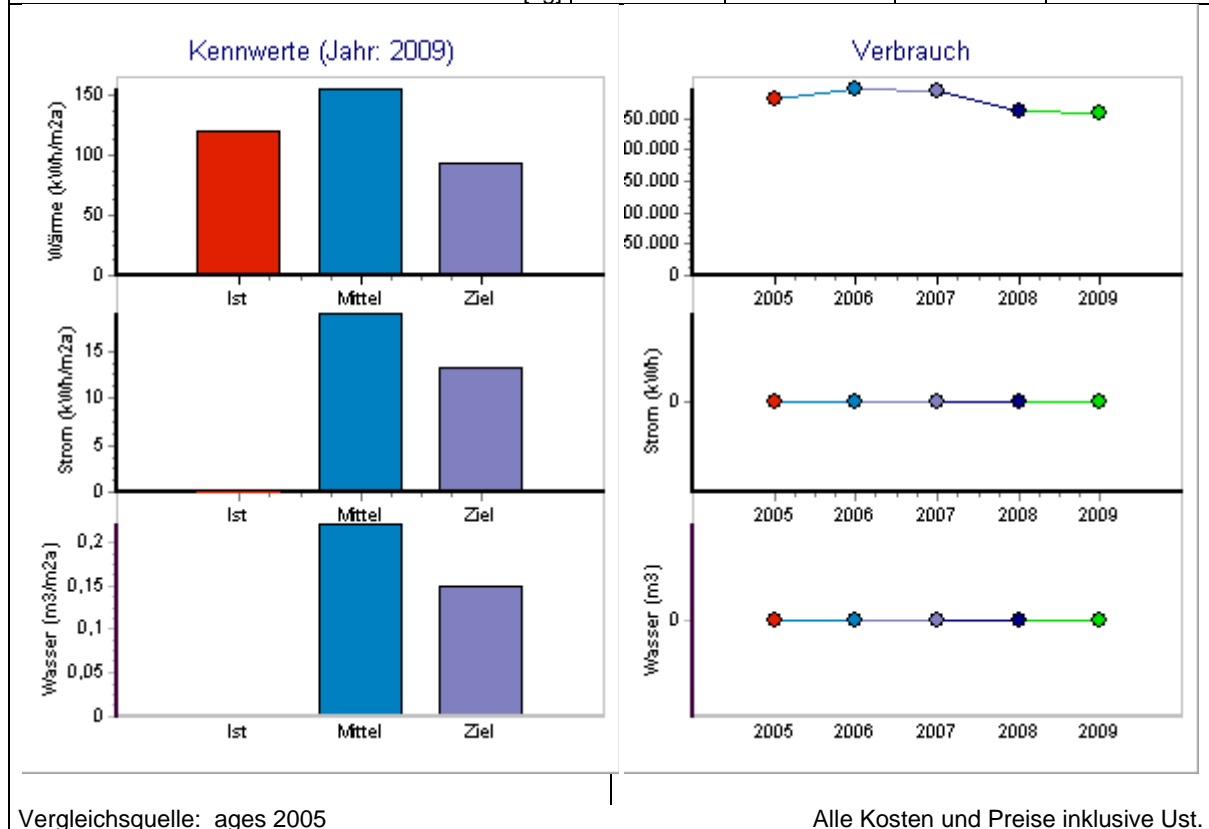 Kennwerte (Jahr: 2009)
Wärme (kWh/m2a)
150
100
50
0
Ist Mittel Ziel
Strom (kWh/m2a)
15
10
5
0
Ist Mittel Ziel
Wasser (m3/m2a)
0,2
0,15
0,1
0,05
0
Ist Mittel Ziel
Verbrauch
50.000
00.000
50.000
00.000
50.000
0
2005 2006 2007 2008 2009
Strom (kWh)
0
2005 2006 2007 2008 2009
Wasser (m3)
0
2005 2006 2007 2008 2009
Vergleichsquelle: ages 2005
Alle Kosten und Preise inklusive Ust.